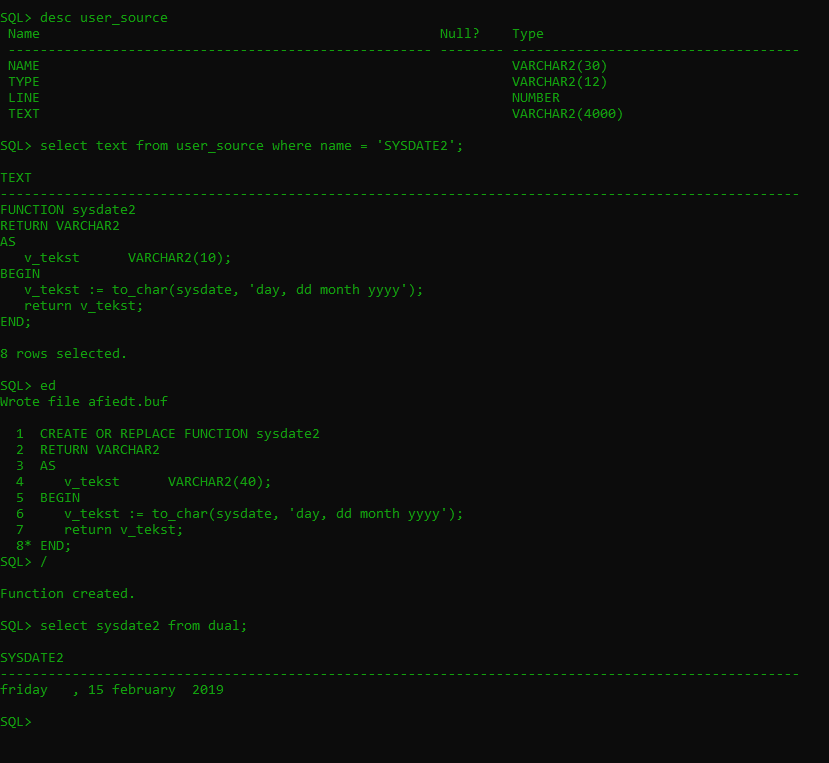 SQL> desc user_source
 Name                                                  Null?    Type
 ----------------------------------------------------- -------- ------------------------------------
 NAME                                                           VARCHAR2(30)
 TYPE                                                           VARCHAR2(12)
 LINE                                                           NUMBER
 TEXT                                                           VARCHAR2(4000)

SQL> select text from user_source where name = 'SYSDATE2';

TEXT
----------------------------------------------------------------------------------------------------
FUNCTION sysdate2
RETURN VARCHAR2
AS
   v_tekst      VARCHAR2(10);
BEGIN
   v_tekst := to_char(sysdate, 'day, dd month yyyy');
   return v_tekst;
END;

8 rows selected.

SQL> ed
Wrote file afiedt.buf

  1  CREATE OR REPLACE FUNCTION sysdate2
  2  RETURN VARCHAR2
  3  AS
  4     v_tekst      VARCHAR2(40);
  5  BEGIN
  6     v_tekst := to_char(sysdate, 'day, dd month yyyy');
  7     return v_tekst;
  8* END;
SQL> /

Function created.

SQL> select sysdate2 from dual;

SYSDATE2
----------------------------------------------------------------------------------------------------
friday   , 15 february  2019

SQL>